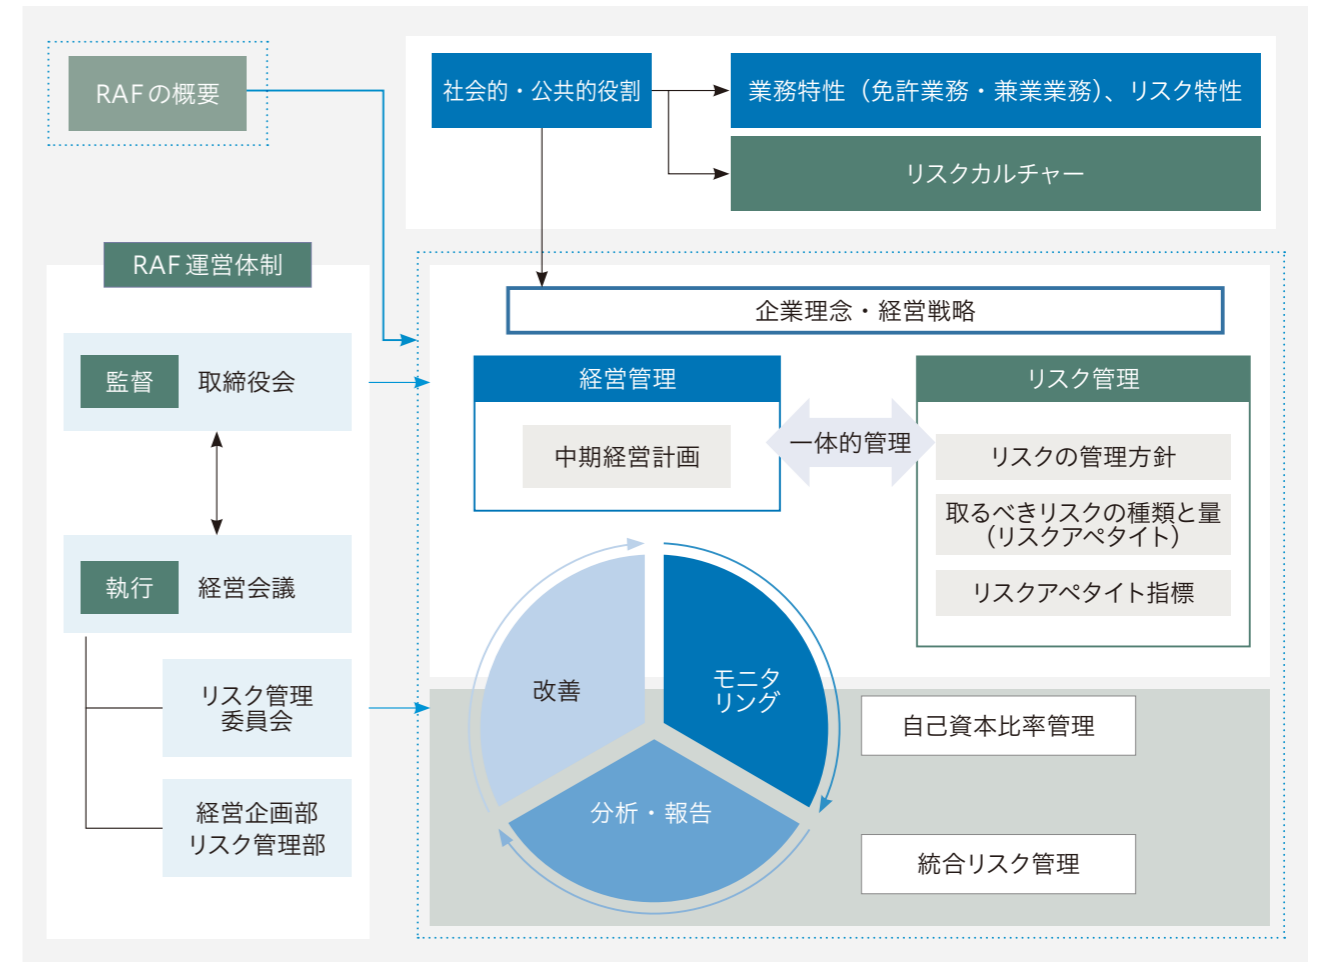 RAFの概要
社会的・公共的役割
業務特性（免許業務・兼業業務）、リスク特性
リスクカルチャー
RAF運営体制
監督
取締役会
執行
経営会議
リスク管理
委員会
経営企画部
リスク管理部
企業理念・経営戦略
経営管理
中期経営計画
一体的管理
リスク管理
リスクの管理方針
取るべきリスクの種類と量
（リスクアペタイト）
リスクアペタイト指標
改善
モニタ
リング
分析・報告
自己資本比率管理
統合リスク管理